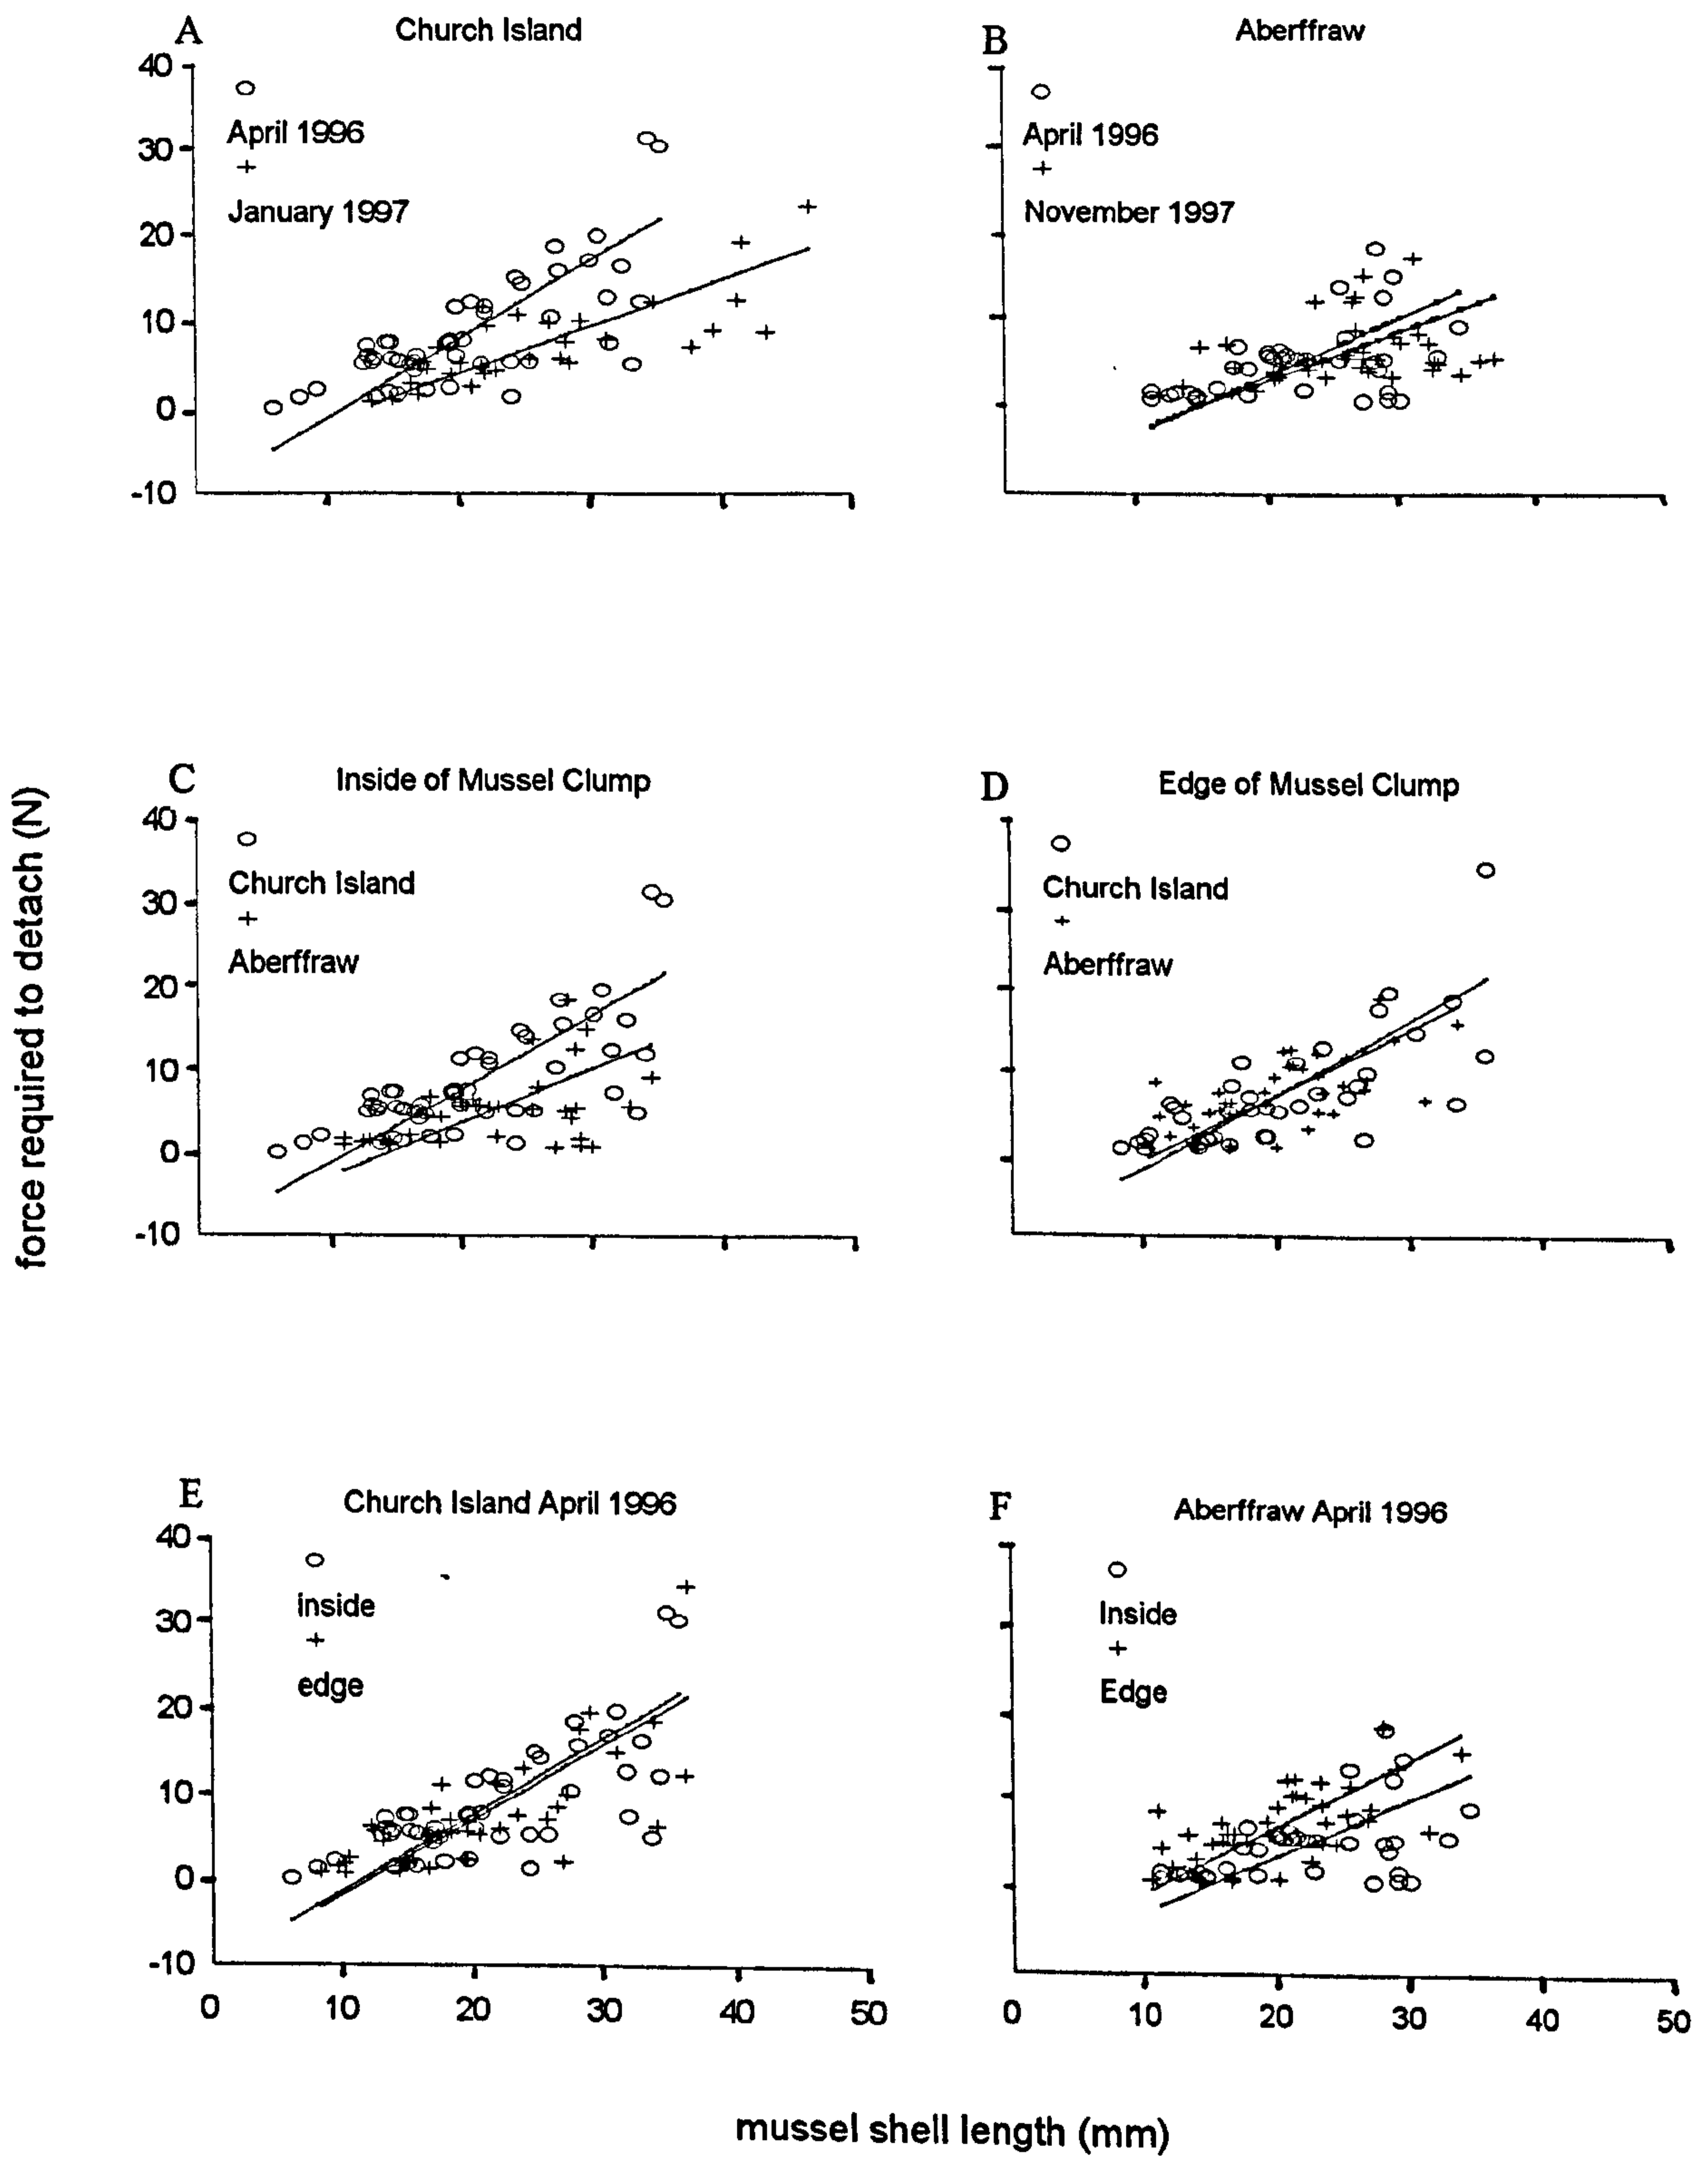 A Church Island
40
30
20
10
0
-10
April 1996
January 1997
B Aberffraw
April 1996
November 1997
force required to detach (N)
C Inside of Mussel Clump
40
30
20
10
0
-10
Church Island
Aberffraw
D Edge of Mussel Clump
Church Island
Aberffraw
E Church Island April 1996
40
30
20
10
0
-10
inside
edge
0 10 20 30 40 50
F Aberffraw April 1996
Inside
Edge
0 10 20 30 40 50
mussel shell length (mm)